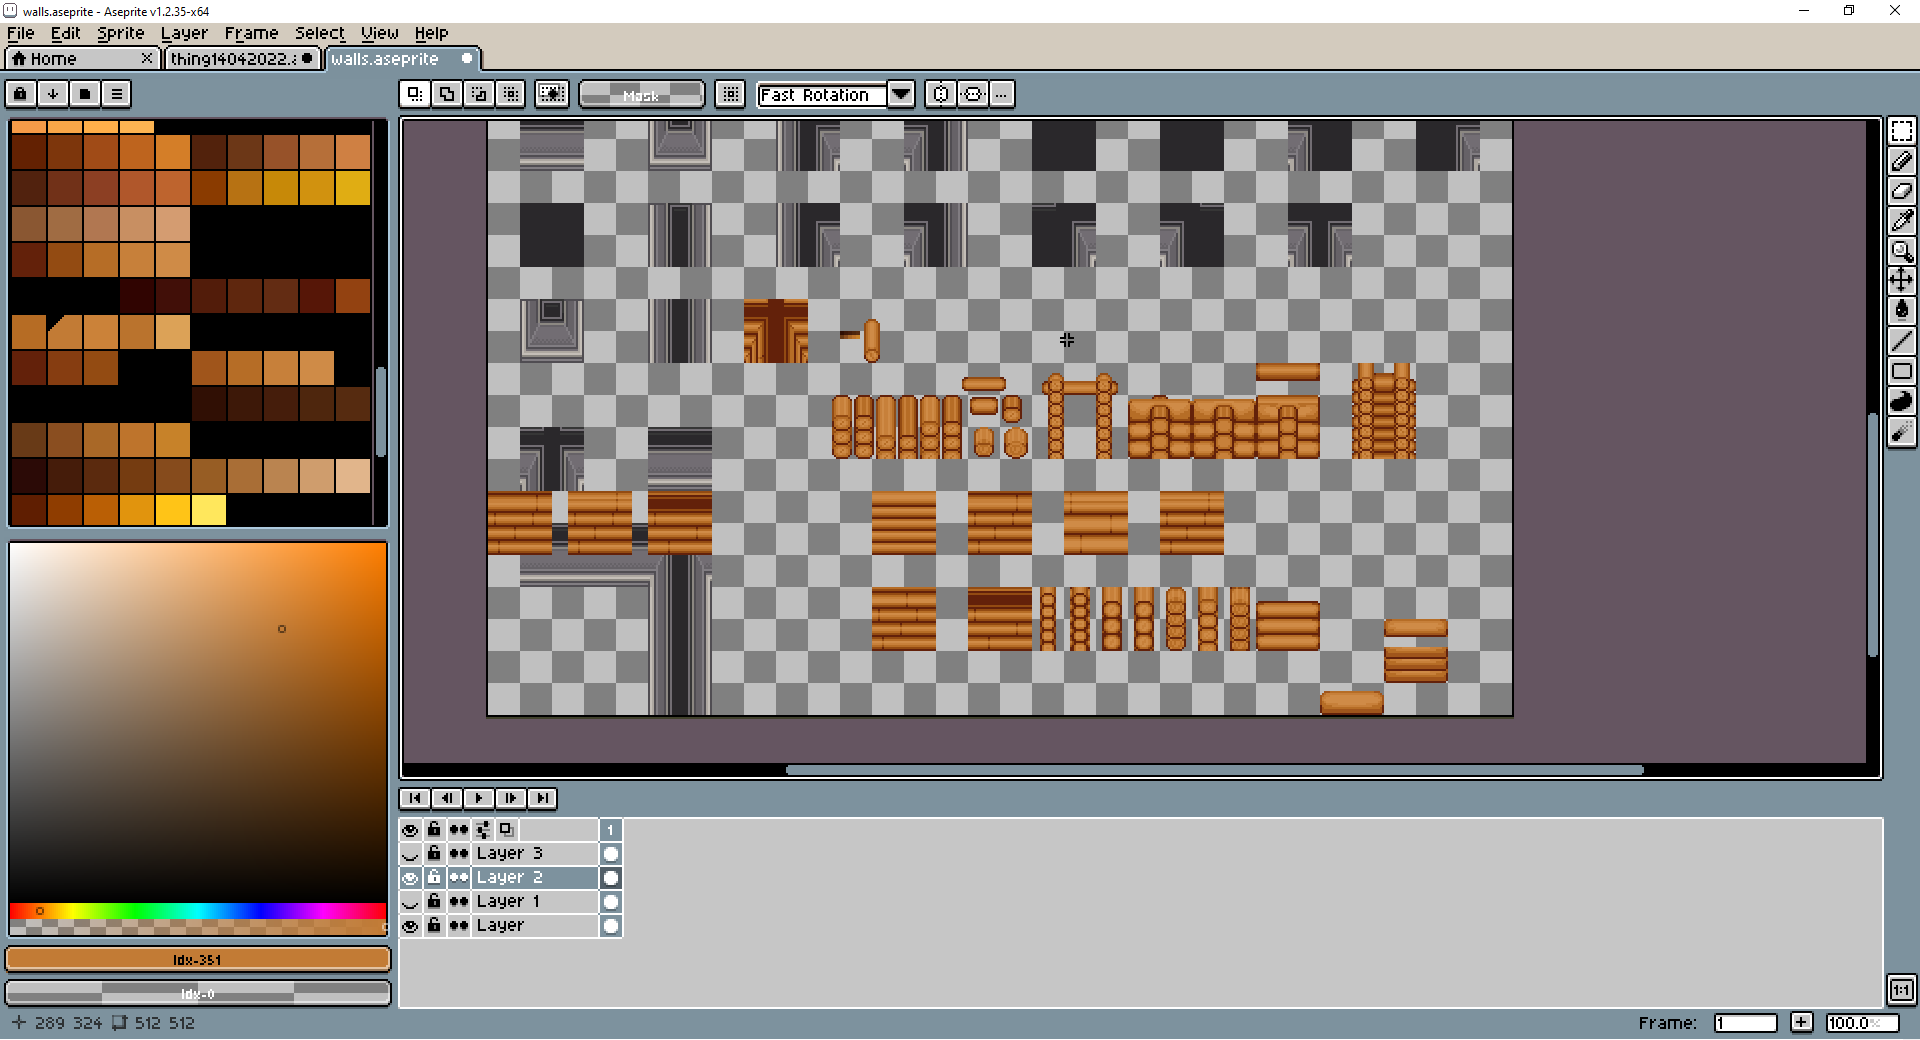 walls.aseprite - Aseprite v1.2.35-x64
File Edit Sprite Layer Frame Select View Help
Home
thing14042022.a
walls.aseprite
Mask
Fast Rotation
...
1
Layer 3
Layer 2
Layer 1
Layer
Idx-351
Idx-0
1:1
289 324 512 512
Frame: 1 + 100.0%